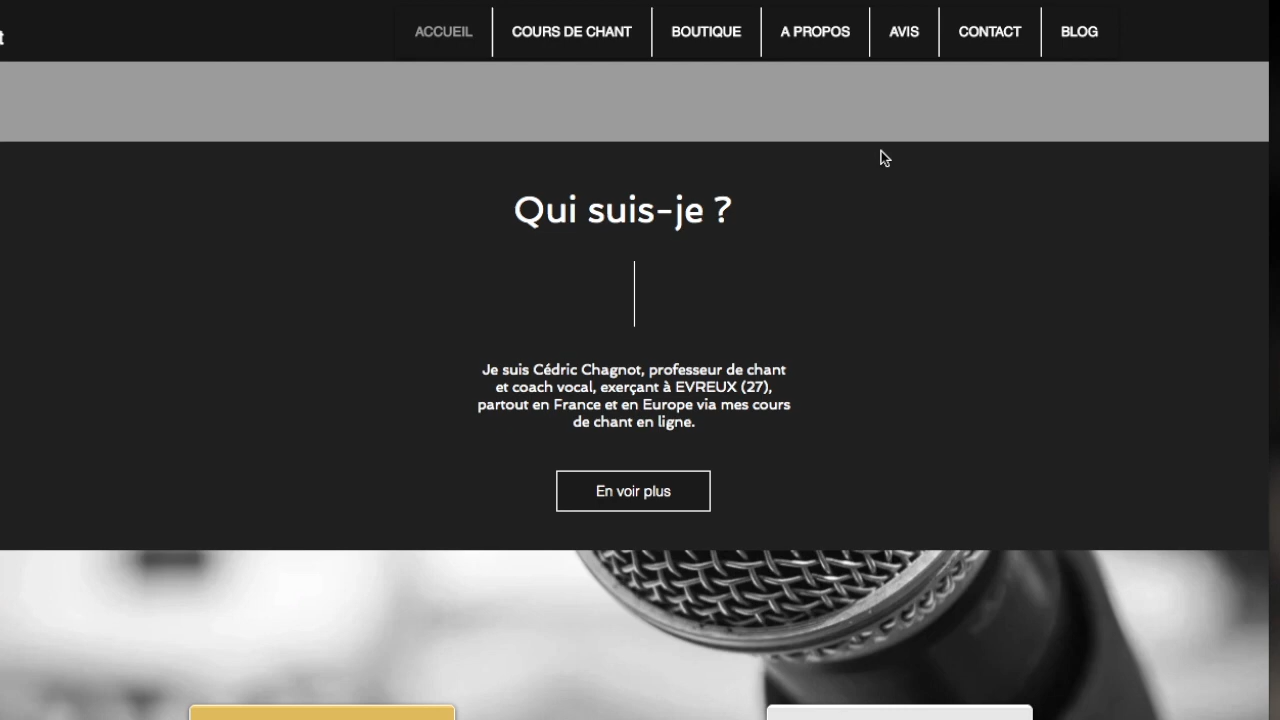 ACCUEIL COURS DE CHANT BOUTIQUE A PROPOS AVIS CONTACT BLOG
Qui suis-je ?
Je suis Cédric Chagnot, professeur de chant
et coach vocal, exerçant à EVREUX (27),
partout en France et en Europe via mes cours
de chant en ligne.
En voir plus